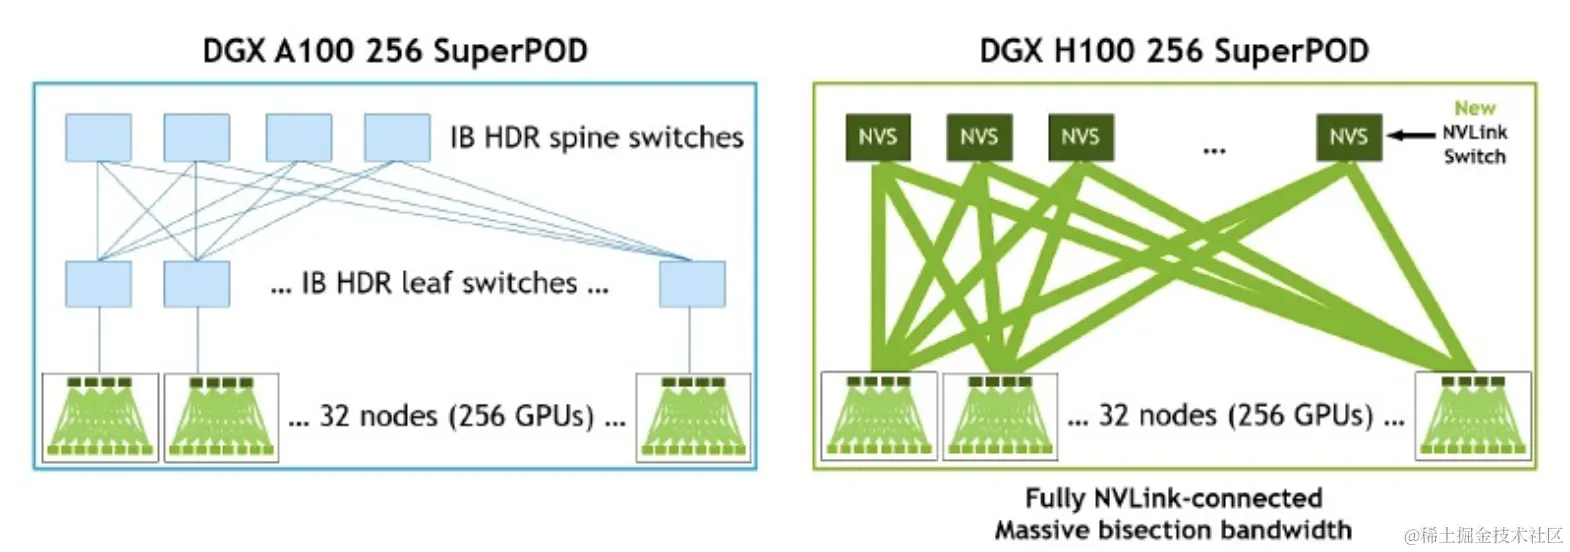 DGX A100 256 SuperPOD
IB HDR spine switches
... IB HDR leaf switches ...
... 32 nodes (256 GPUs) ...
DGX H100 256 SuperPOD
NVS
NVS
NVS
...
NVS
New
NVLink
Switch
... 32 nodes (256 GPUs) ...
Fully NVLink-connected
Massive bisection bandwidth
@稀土掘金技术社区